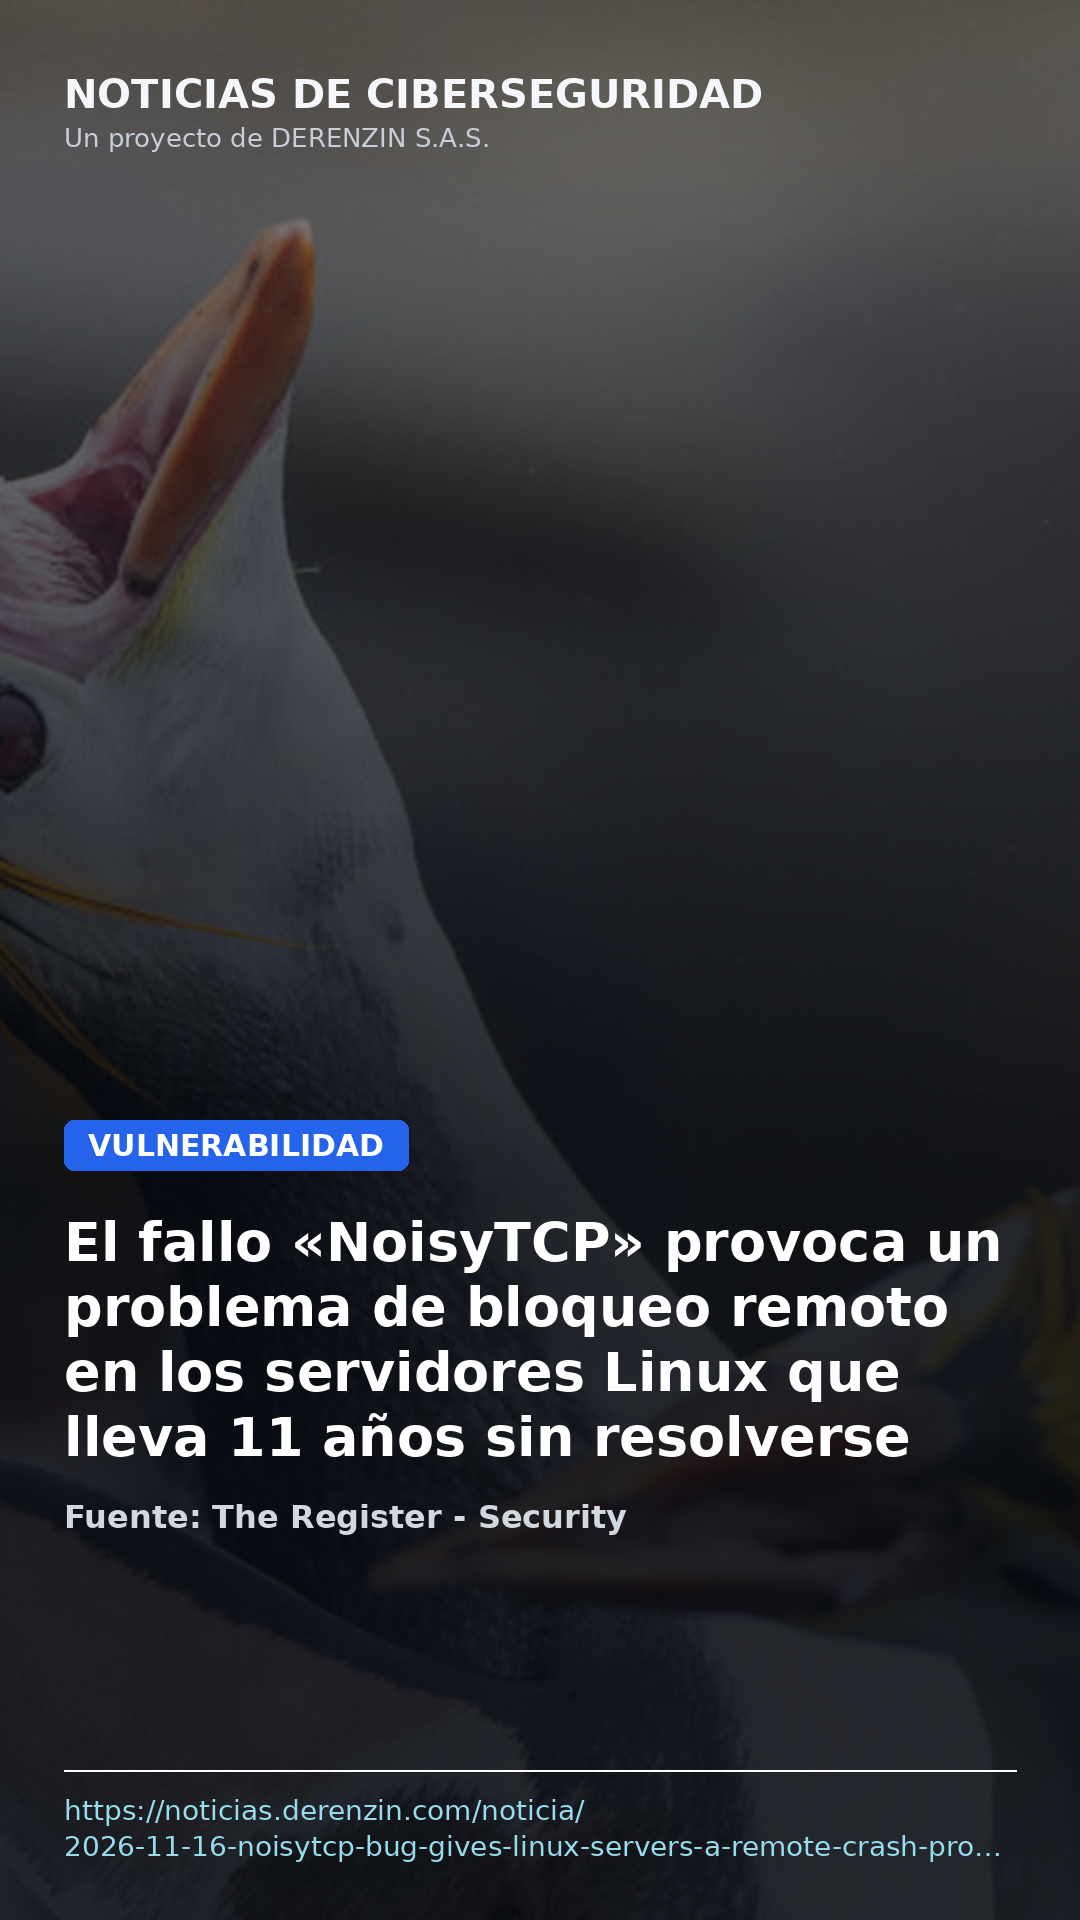 NOTICIAS DE CIBERSEGURIDAD
Un proyecto de DERENZIN S.A.S.
VULNERABILIDAD
El fallo «NoisyTCP» provoca un
problema de bloqueo remoto
en los servidores Linux que
lleva 11 años sin resolverse
Fuente: The Register - Security
https://noticias.derenzin.com/noticia/
2026-11-16-noisytcp-bug-gives-linux-servers-a-remote-crash-pro…